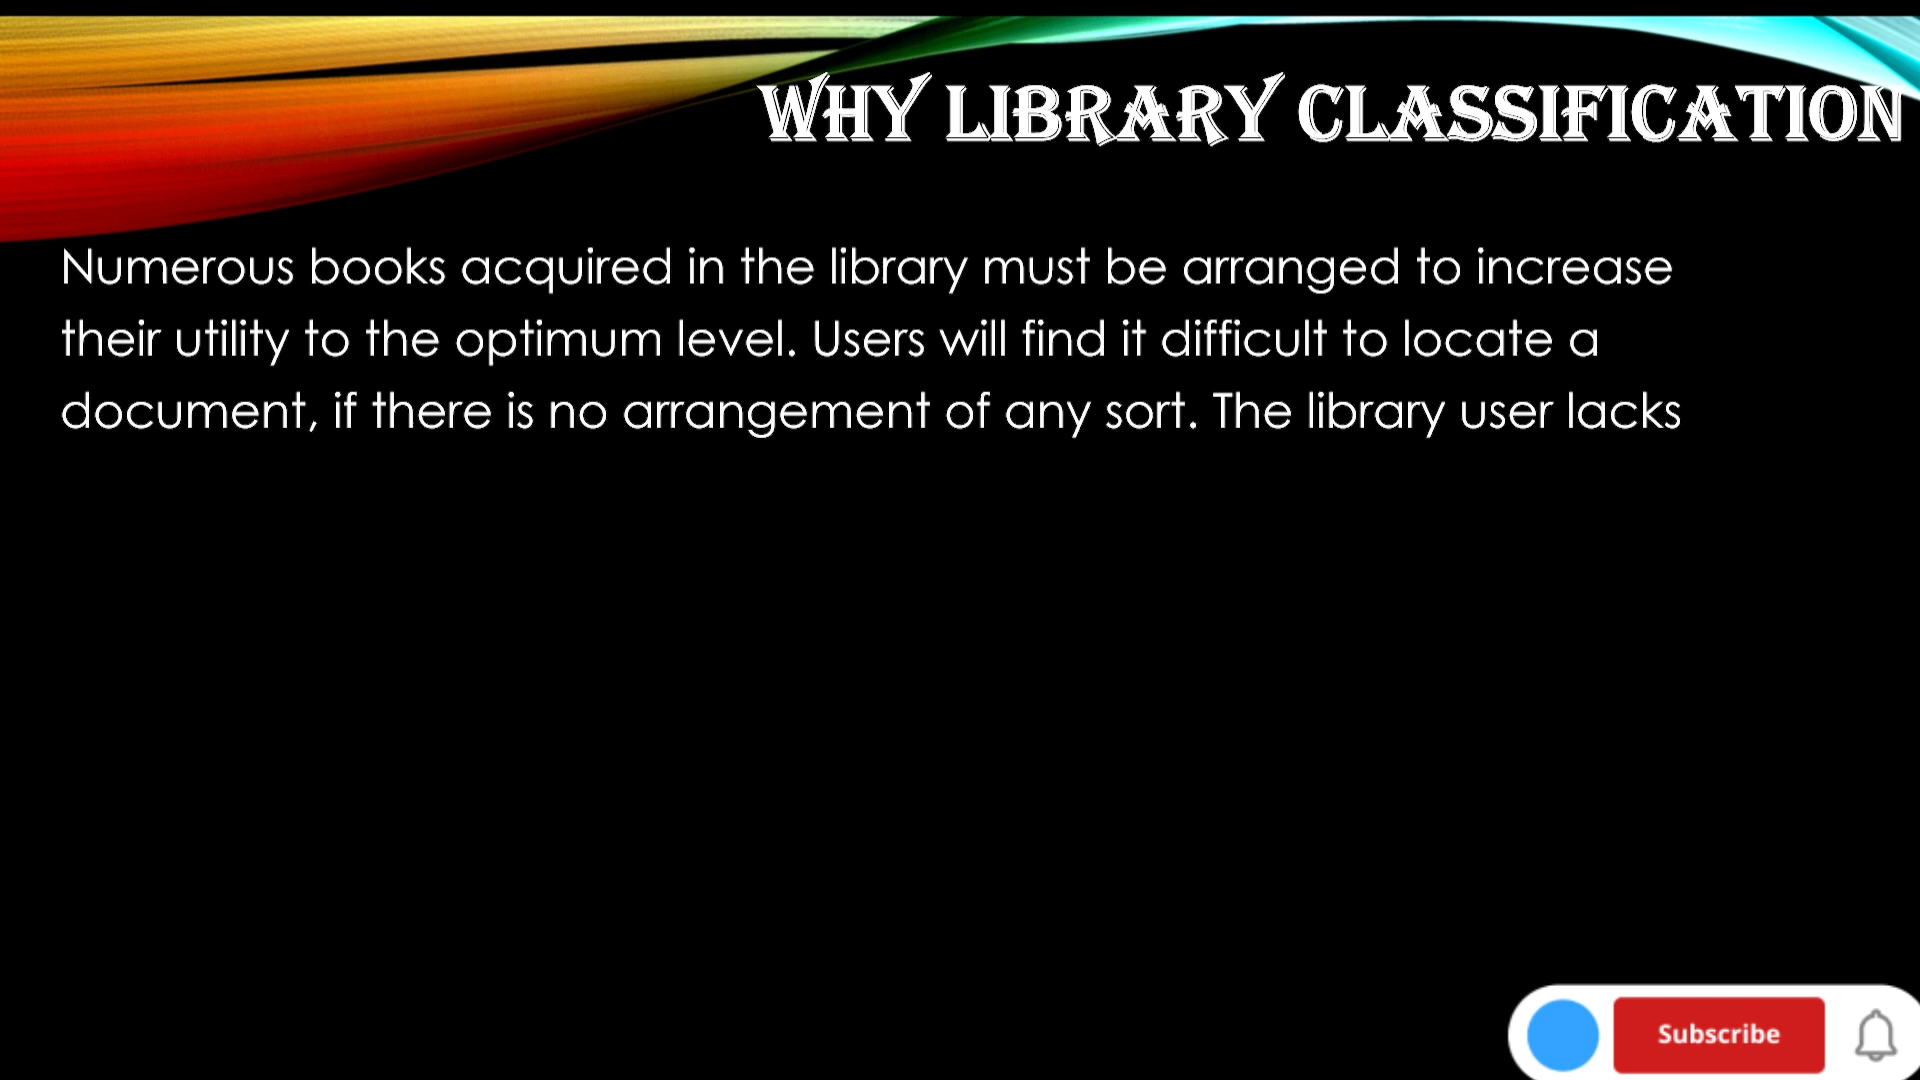 WHY LIBRARY CLASSIFICATION
Numerous books acquired in the library must be arranged to increase
their utility to the optimum level. Users will find it difficult to locate a
document, if there is no arrangement of any sort. The library user lacks
Subscribe